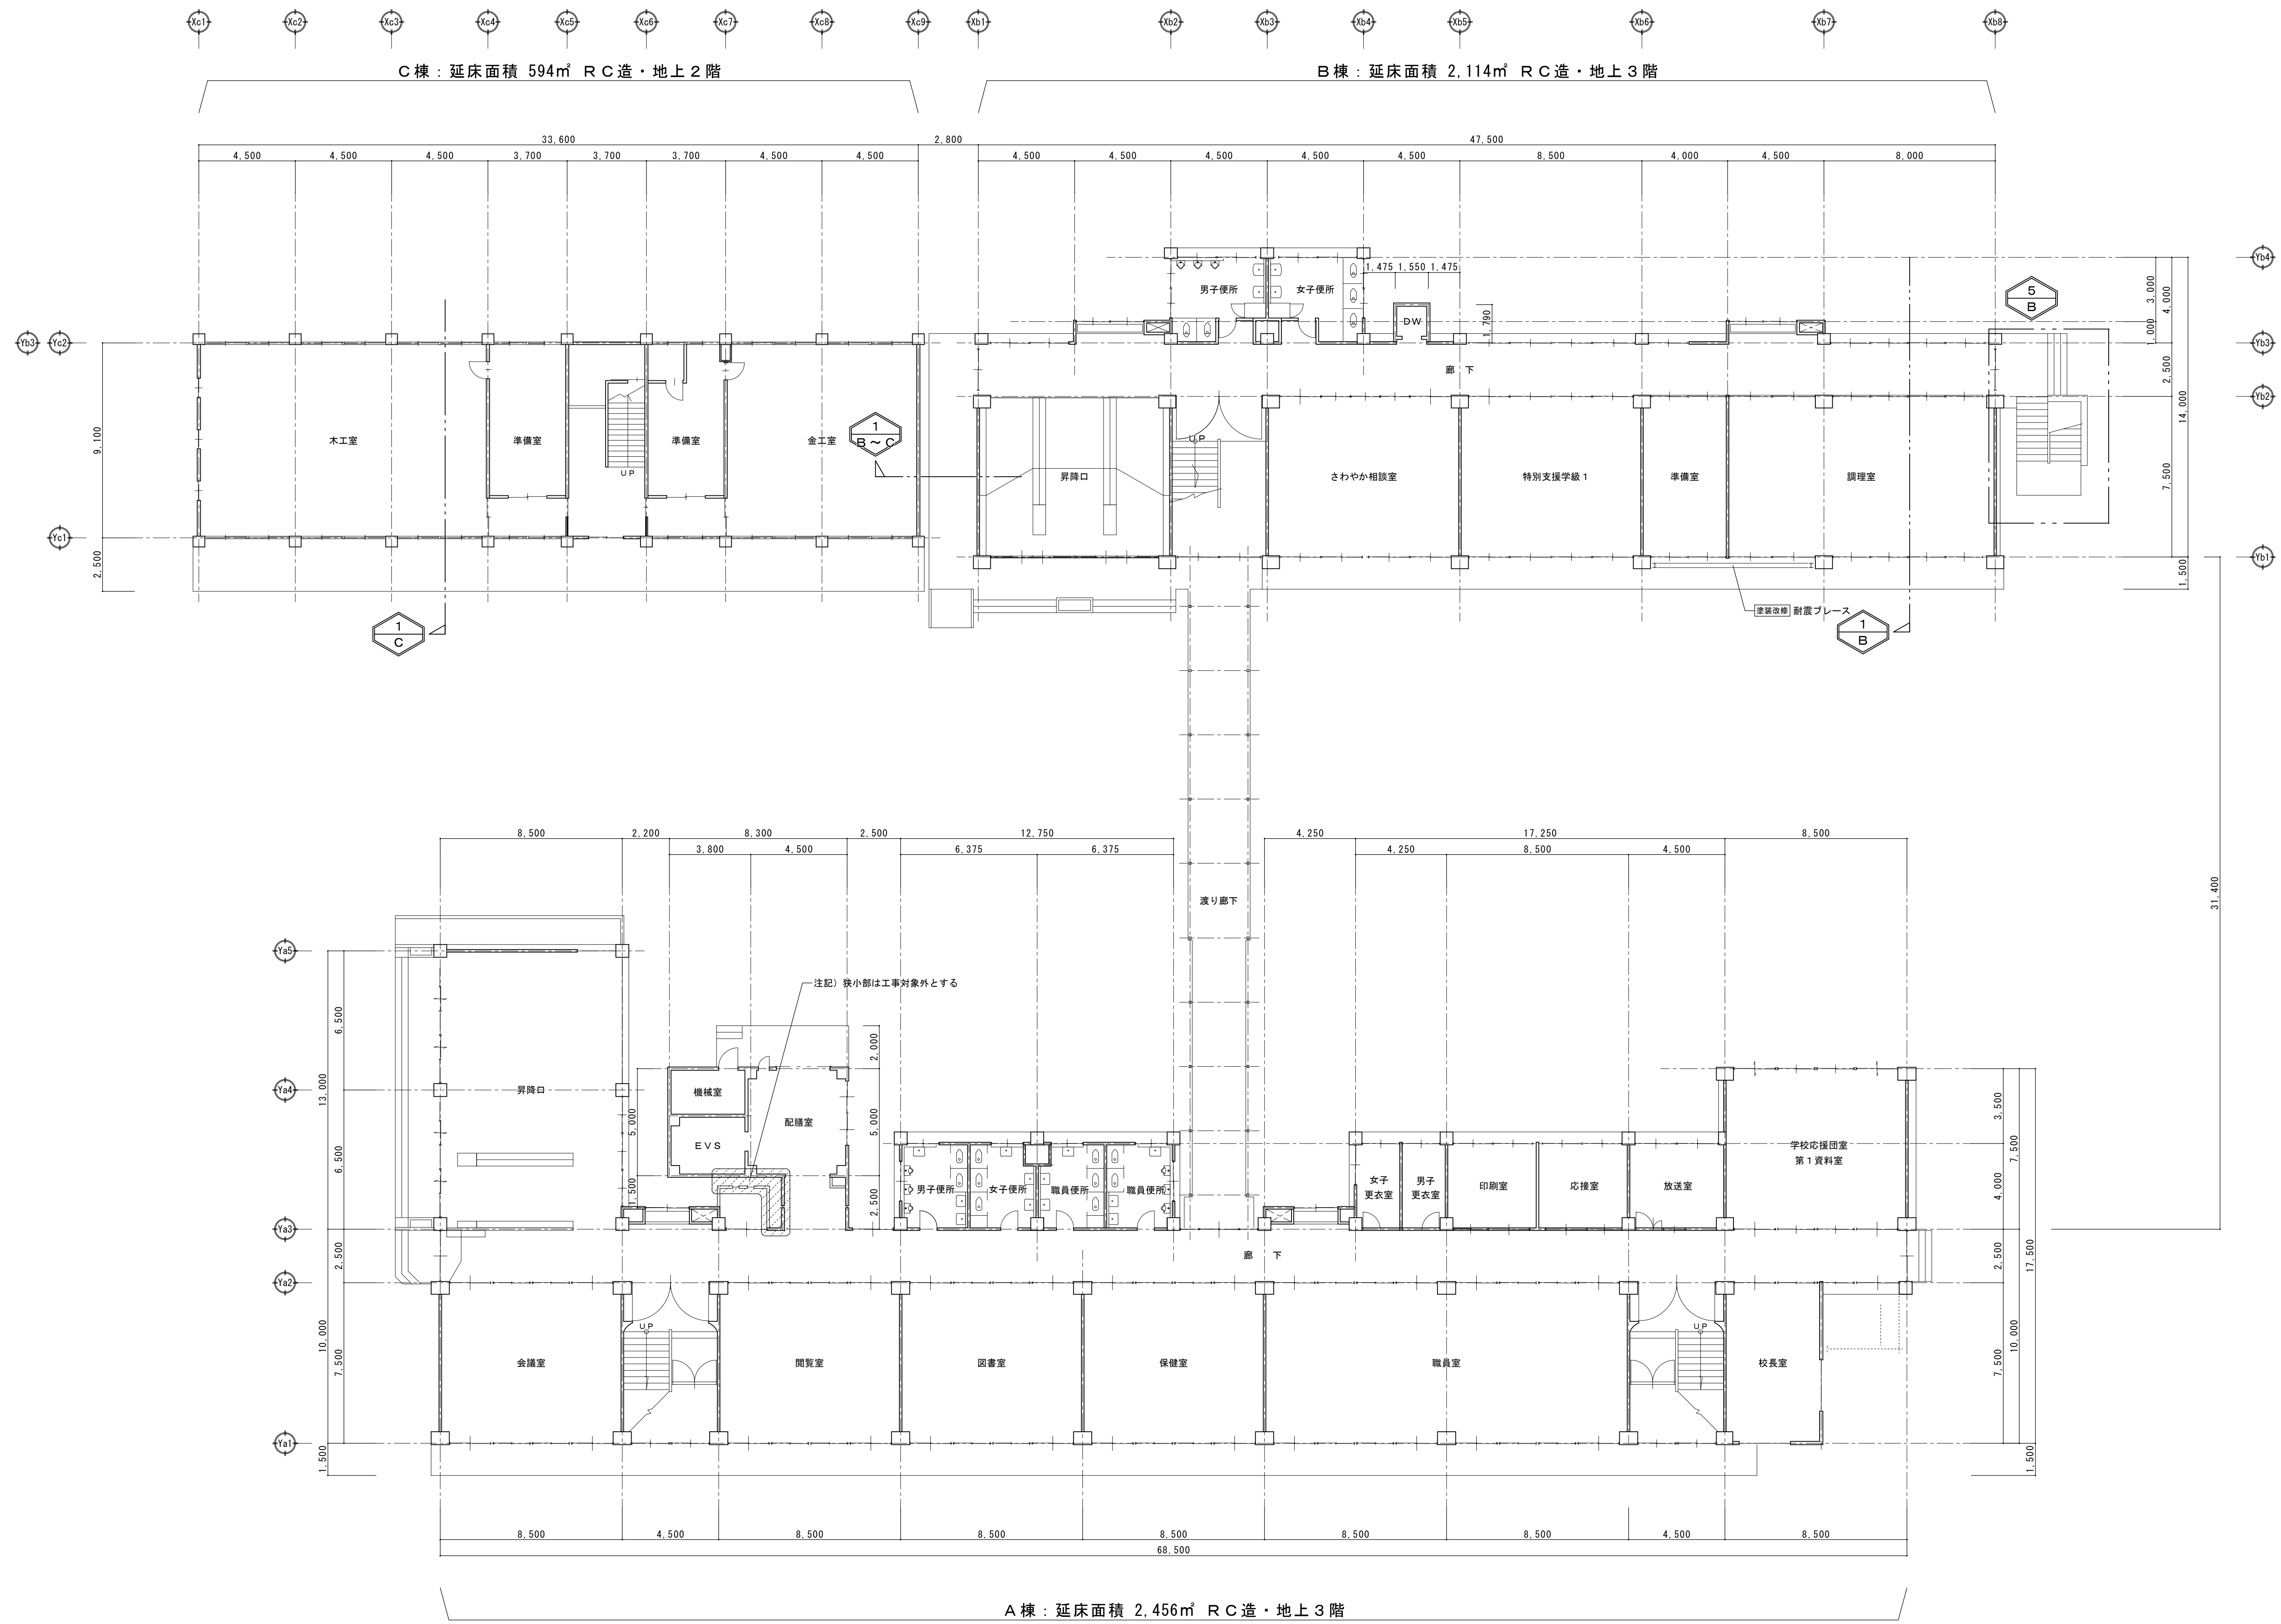 Xc1 Xc2 Xc3 Xc4 Xc5 Xc6 Xc7 Xc8 Xc9 Xb1 Xb2 Xb3 Xb4 Xb5 Xb6 Xb7 Xb8
C棟：延床面積 594㎡ RC造・地上2階
B棟：延床面積 2,114㎡ RC造・地上3階
33,600 2,800 47,500
4,500 4,500 4,500 3,700 3,700 3,700 4,500 4,500 4,500 4,500 4,500 4,500 4,500 8,500 4,000 4,500 8,000
Yb4
1,475 1,550 1,475
男子便所 女子便所
3,000 4,000
5
B
DW
1,790
1,000
Yb3 Yc2 Yb3
廊 下
2,500
Yb2
14,000
9,100
木工室 準備室 準備室 金工室
1
B～C
UP
UP
昇降口 さわやか相談室 特別支援学級1 準備室 調理室
7,500
Yc1
Yb1
2,500
1,500
塗装改修 耐震ブレース
1
C
1
B
8,500 2,200 8,300 2,500 12,750 4,250 17,250 8,500
3,800 4,500 6,375 6,375 4,250 8,500 4,500
31,400
渡り廊下
Ya5
注記）狭小部は工事対象外とする
6,500
2,000
13,000
Ya4
昇降口
機械室
配膳室
EVS
5,000
5,000
3,500
7,500
学校応援団室
第1資料室
6,500
1,500
2,500
男子便所 女子便所 職員便所 職員便所
女子
更衣室
男子
更衣室
印刷室 応接室 放送室
4,000
Ya3
廊 下
2,500
2,500
17,500
Ya2
UP
UP
10,000
7,500
会議室 閲覧室 図書室 保健室 職員室 校長室
7,500
10,000
Ya1
1,500
1,500
8,500 4,500 8,500 8,500 8,500 8,500 8,500 4,500 8,500
68,500
A棟：延床面積 2,456㎡ RC造・地上3階